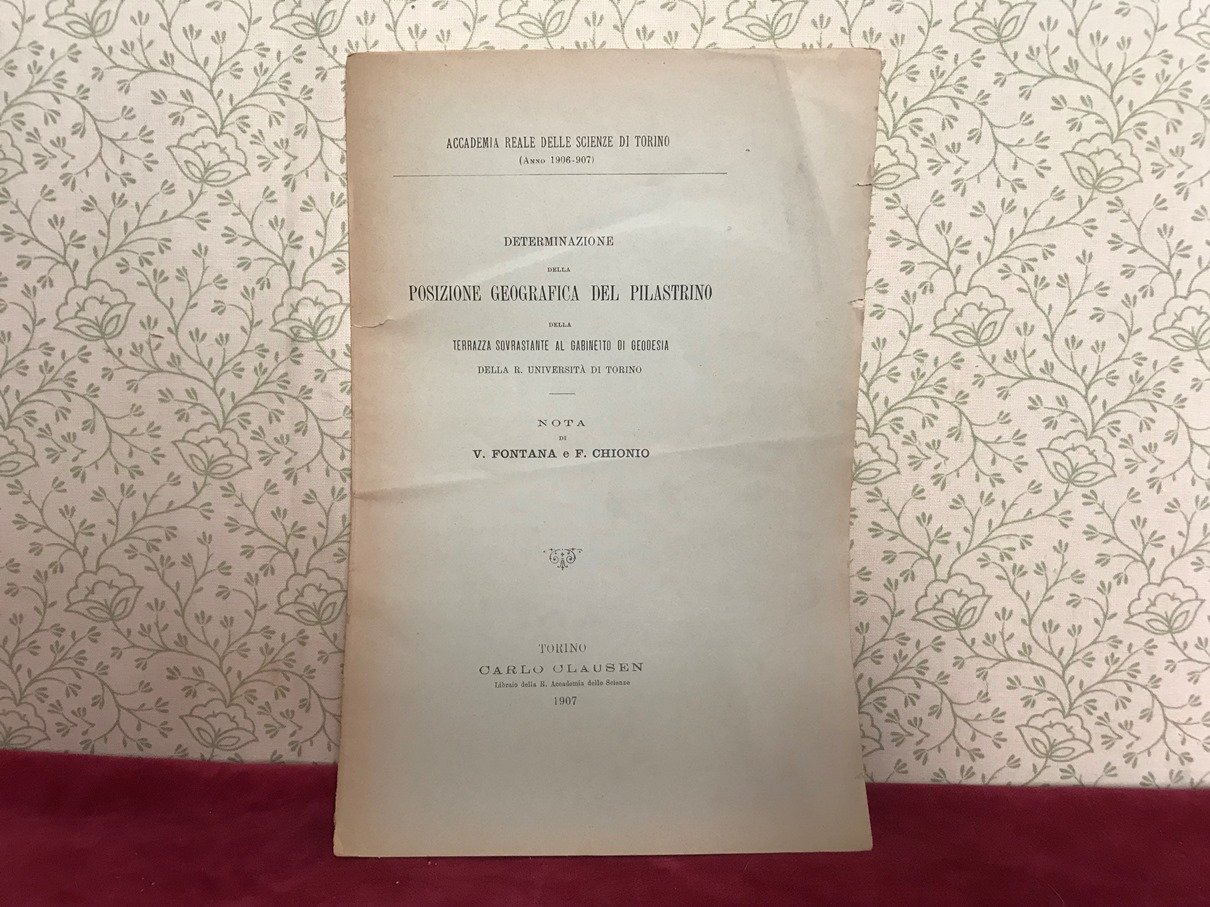 ACCADEMIA REALE DELLE SCIENZE DI TORINO
(Anno 1906-907)
DETERMINAZIONE
DELLA
POSIZIONE GEOGRAFICA DEL PILASTRINO
DELLA
TERRAZZA SOVRASTANTE AL GABINETTO DI GEODESIA
DELLA R. UNIVERSITÀ DI TORINO
NOTA
DI
V. FONTANA e F. CHIONIO
TORINO
CARLO CLAUSEN
Libraio della R. Accademia delle Scienze
1907